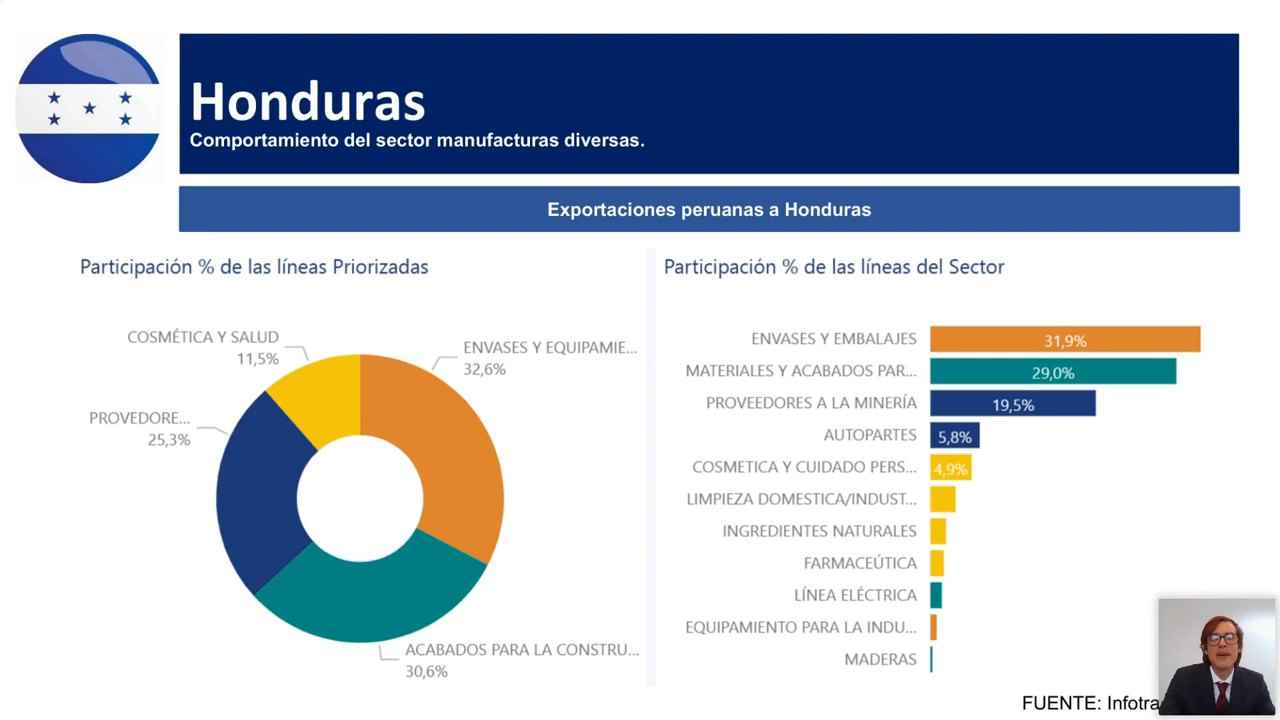 Honduras
Comportamiento del sector manufacturas diversas.
Exportaciones peruanas a Honduras
Participación % de las líneas Priorizadas
COSMÉTICA Y SALUD
11,5%
ENVASES Y EQUIPAMIE...
32,6%
PROVEDORE...
25,3%
ACABADOS PARA LA CONSTRU...
30,6%
Participación % de las líneas del Sector
ENVASES Y EMBALAJES 31,9%
MATERIALES Y ACABADOS PAR... 29,0%
PROVEEDORES A LA MINERÍA 19,5%
AUTOPARTES 5,8%
COSMETICA Y CUIDADO PERS... 4,9%
LIMPIEZA DOMESTICA/INDUST...
INGREDIENTES NATURALES
FARMACEÚTICA
LÍNEA ELÉCTRICA
EQUIPAMIENTO PARA LA INDU...
MADERAS
FUENTE: Infotra